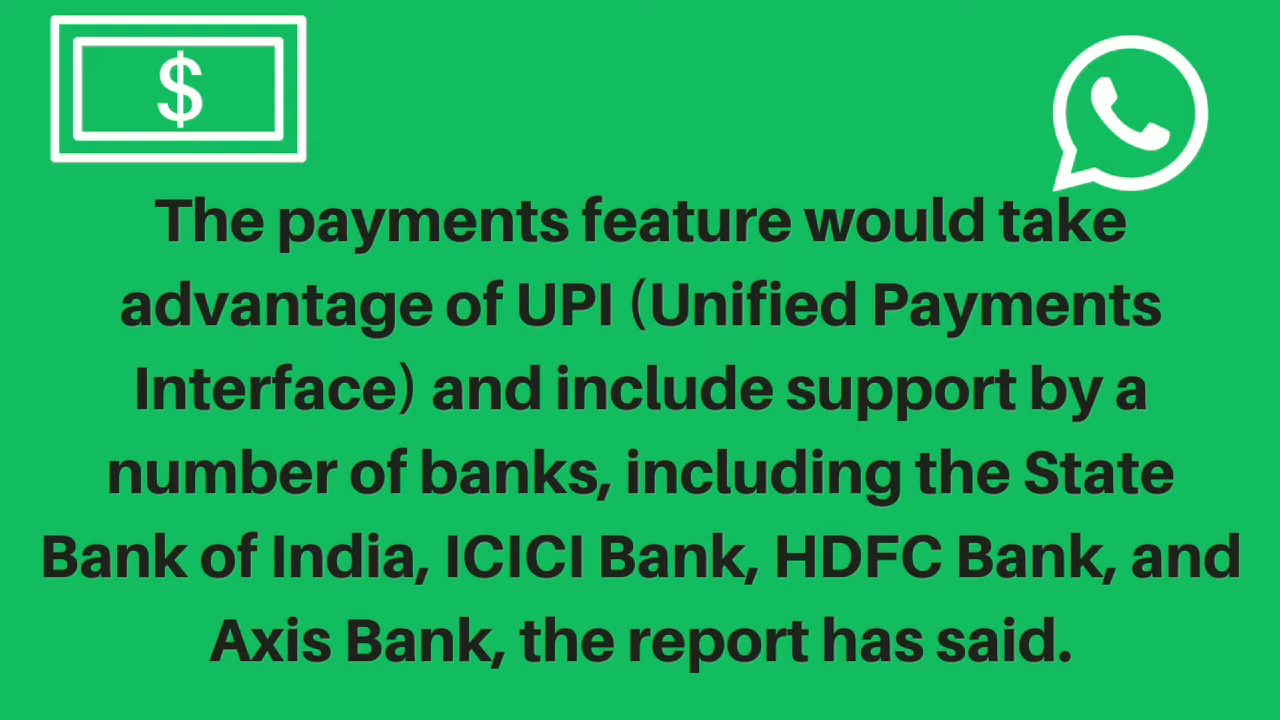 $
The payments feature would take
advantage of UPI (Unified Payments
Interface) and include support by a
number of banks, including the State
Bank of India, ICICI Bank, HDFC Bank, and
Axis Bank, the report has said.